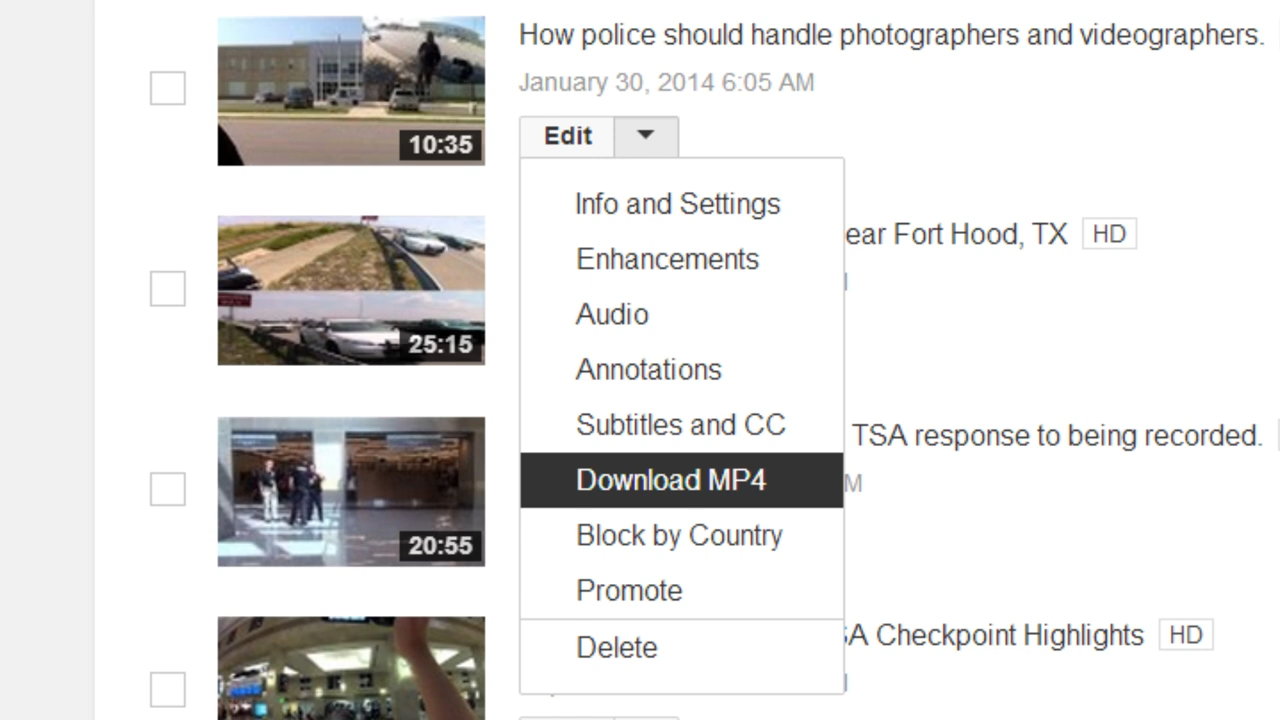 How police should handle photographers and videographers.
January 30, 2014 6:05 AM
10:35
Edit
Info and Settings
ear Fort Hood, TX HD
Enhancements
Audio
25:15
Annotations
Subtitles and CC
TSA response to being recorded.
Download MP4
M
20:55
Block by Country
Promote
A Checkpoint Highlights HD
Delete